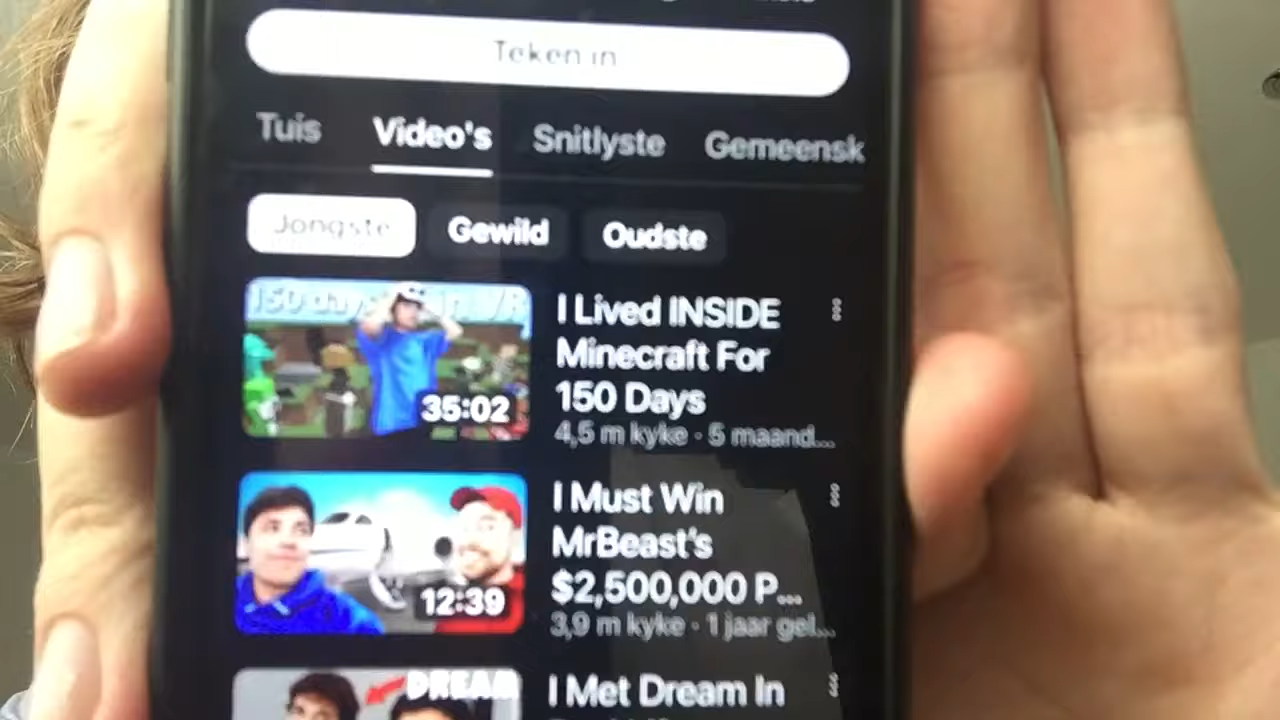 Teken in
Tuis Video's Snitlyste Gemeensk
Jongste Gewild Oudste
150 days
35:02
I Lived INSIDE
Minecraft For
150 Days
4,5 m kyke · 5 maand...
12:39
I Must Win
MrBeast's
$2,500,000 P...
3,9 m kyke · 1 jaar gel...
DREAM
I Met Dream In